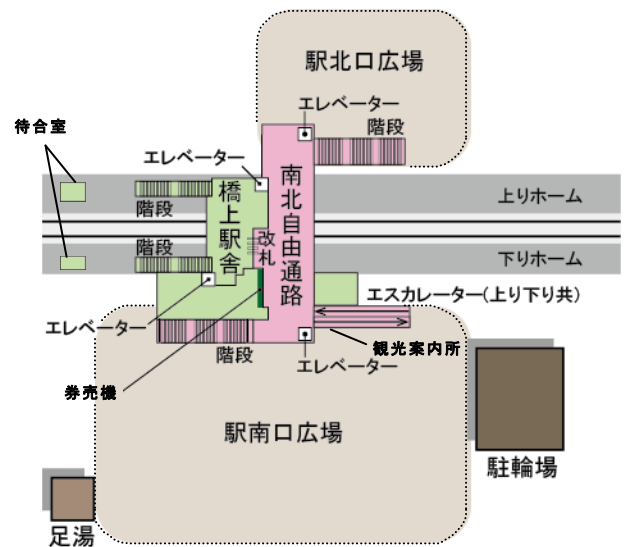 駅北口広場
エレベーター
階段
待合室
エレベーター
階段
橋上駅舎
改札
南北自由通路
上りホーム
階段
下りホーム
エスカレーター(上り下り共)
エレベーター
階段
観光案内所
エレベーター
券売機
駅南口広場
駐輪場
足湯